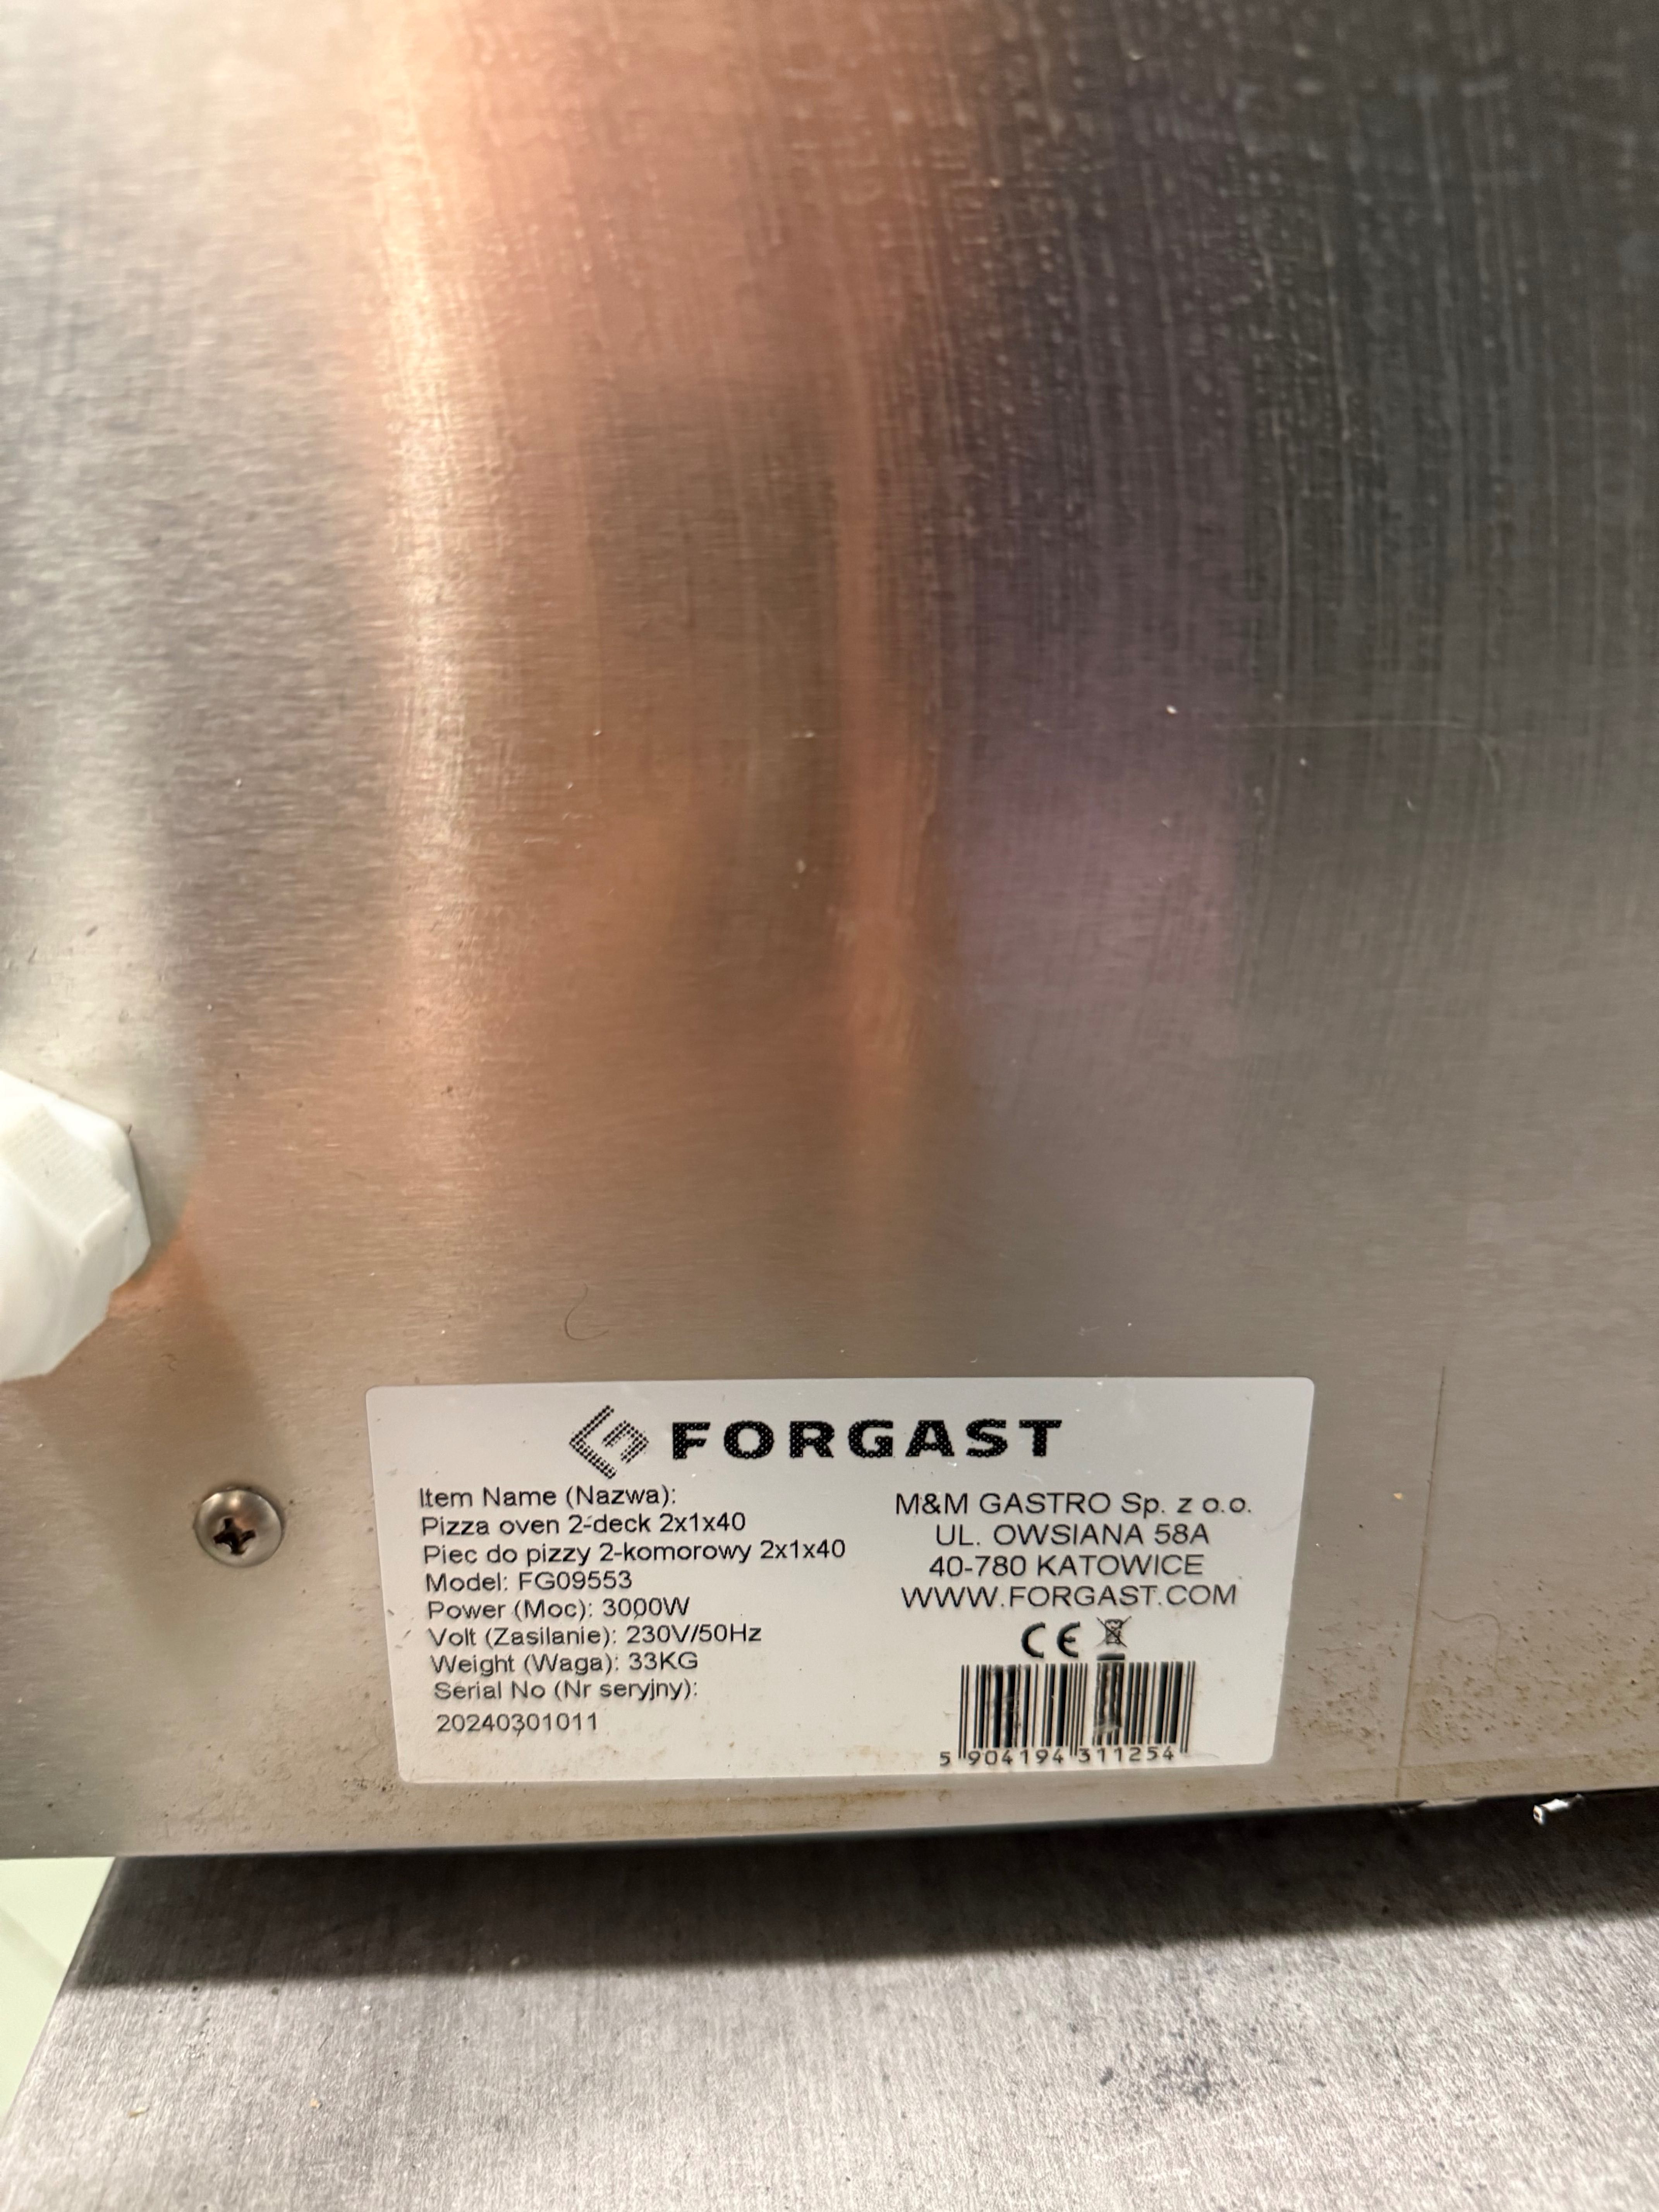 FORGAST
Item Name (Nazwa):
Pizza oven 2-deck 2x1x40
Piec do pizzy 2-komorowy 2x1x40
Model: FG09553
Power (Moc): 3000W
Volt (Zasilanie): 230V/50Hz
Weight (Waga): 33KG
Serial No (Nr seryjny):
20240301011
M&M GASTRO Sp. z o.o.
UL. OWSIANA 58A
40-780 KATOWICE
WWW.FORGAST.COM
CE
5 904194 311254